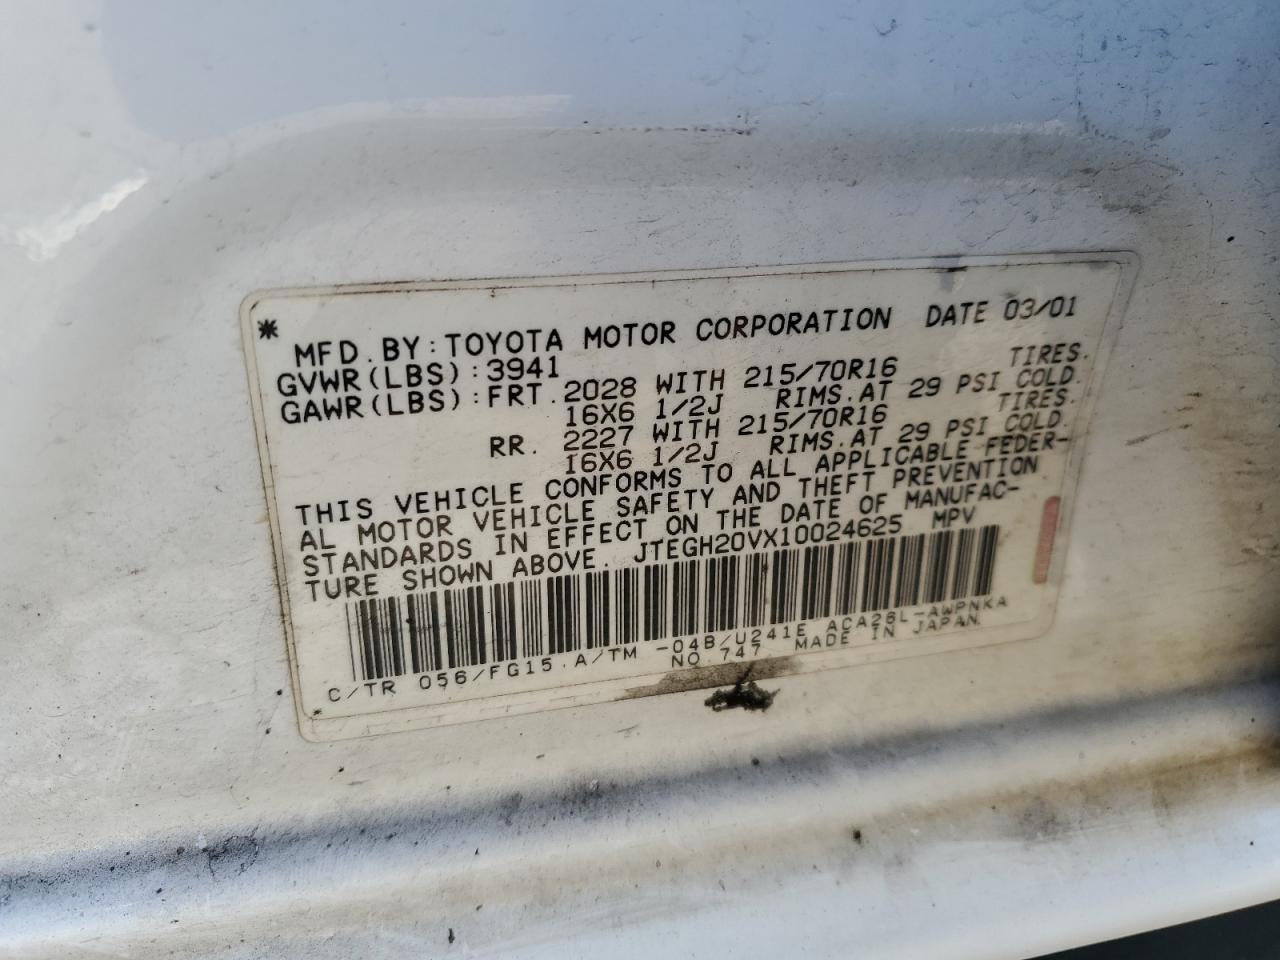 * MFD. BY: TOYOTA MOTOR CORPORATION DATE 03/01
GVWR(LBS): 3941
GAWR(LBS): FRT. 2028 WITH 215/70R16 TIRES.
16X6 1/2J RIMS. AT 29 PSI COLD.
RR. 2227 WITH 215/70R16 TIRES.
16X6 1/2J RIMS. AT 29 PSI COLD.
THIS VEHICLE CONFORMS TO ALL APPLICABLE FEDER-
AL MOTOR VEHICLE SAFETY AND THEFT PREVENTION
STANDARDS IN EFFECT ON THE DATE OF MANUFAC-
TURE SHOWN ABOVE. JTEGH20VX10024625 MPV
C/TR 056/FG15. A/TM -04B/U241E ACA26L-AWPNKA
NO. 747 MADE IN JAPAN.